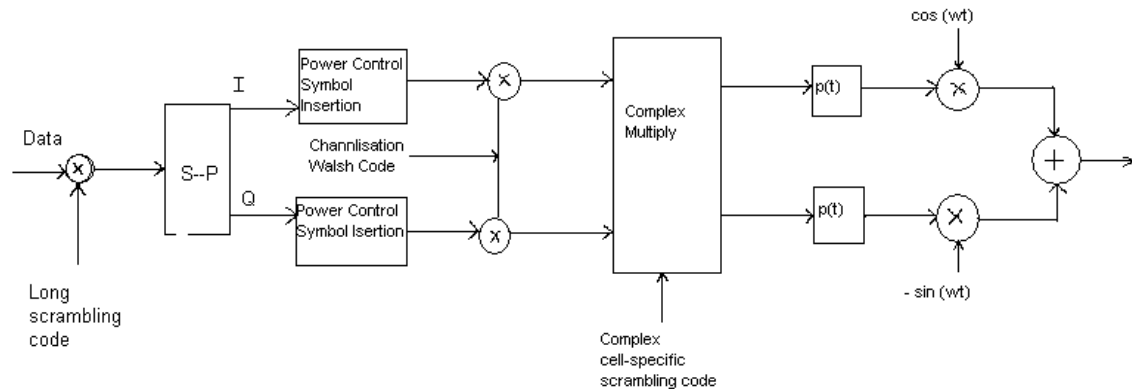 cos (wt)
Power Control
Symbol
Insertion
I
p(t)
×
Complex
Multiply
Data
Channlisation
Walsh Code
x
S--P
+
Q
Power Control
Symbol Isertion
x
p(t)
×
- sin (wt)
Long
scrambling
code
Complex
cell-specific
scrambling code